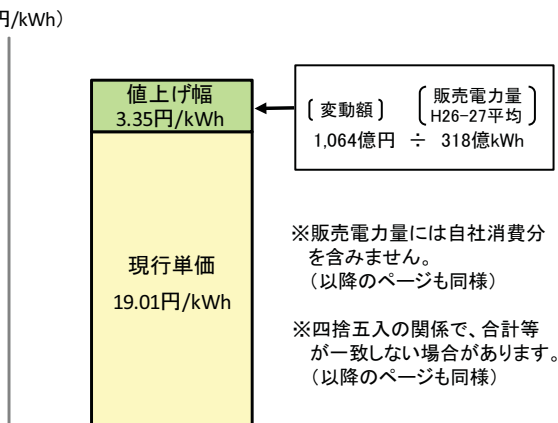 円/kWh）
値上げ幅
3.35円/kWh
〔変動額〕
販売電力量
H26-27平均
1,064億円 ÷ 318億kWh
現行単価
19.01円/kWh
※販売電力量には自社消費分
を含みません。
（以降のページも同様）
※四捨五入の関係で、合計等
が一致しない場合があります。
（以降のページも同様）